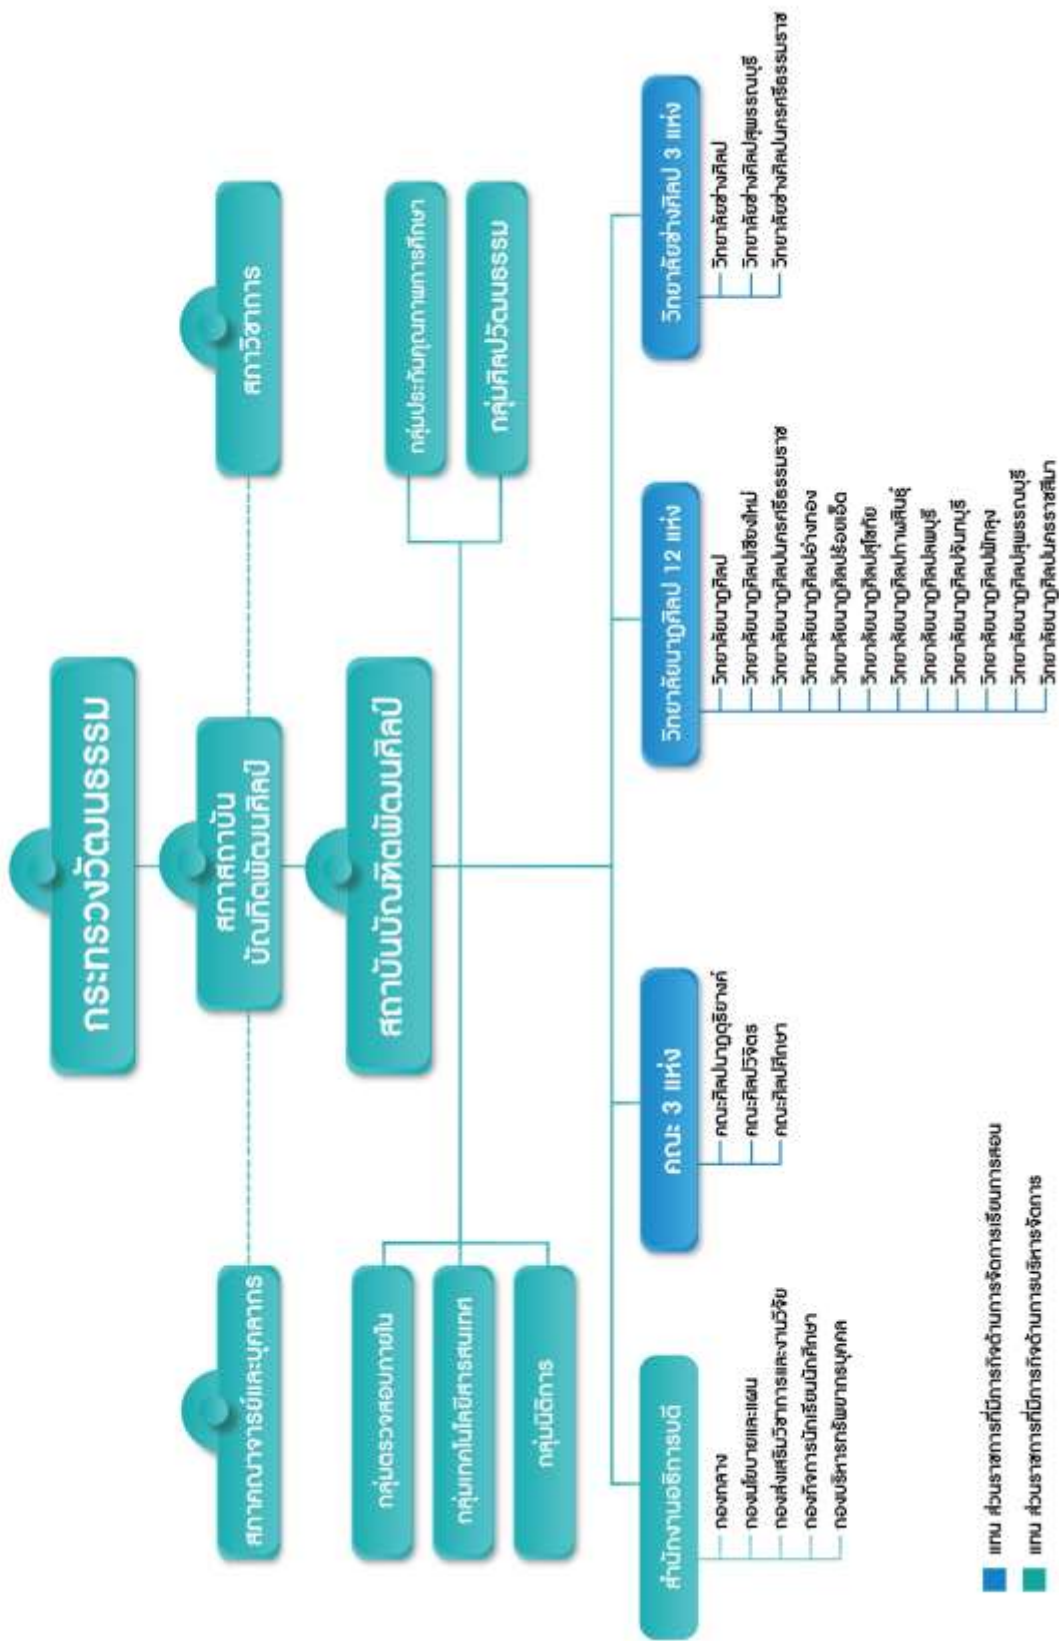 กระทรวงวัฒนธรรม
สภาสถาบัน
บัณฑิตพัฒนศิลป์
สภาคณาจารย์และบุคลากร
สภาวิชาการ
สถาบันบัณฑิตพัฒนศิลป์
กลุ่มตรวจสอบภายใน
กลุ่มเทคโนโลยีสารสนเทศ
กลุ่มนิติการ
กลุ่มประกันคุณภาพการศึกษา
กลุ่มศิลปวัฒนธรรม
สำนักงานอธิการบดี
กองกลาง
กองนโยบายและแผน
กองส่งเสริมวิชาการและงานวิจัย
กองกิจการนักเรียนนักศึกษา
กองบริหารทรัพยากรบุคคล
คณะ 3 แห่ง
คณะศิลปนาฏดุริยางค์
คณะศิลปวิจิตร
คณะศิลปศึกษา
วิทยาลัยนาฏศิลป 12 แห่ง
วิทยาลัยนาฏศิลป
วิทยาลัยนาฏศิลปเชียงใหม่
วิทยาลัยนาฏศิลปนครศรีธรรมราช
วิทยาลัยนาฏศิลปอ่างทอง
วิทยาลัยนาฏศิลปร้อยเอ็ด
วิทยาลัยนาฏศิลปสุโขทัย
วิทยาลัยนาฏศิลปกาฬสินธุ์
วิทยาลัยนาฏศิลปลพบุรี
วิทยาลัยนาฏศิลปจันทบุรี
วิทยาลัยนาฏศิลปพัทลุง
วิทยาลัยนาฏศิลปสุพรรณบุรี
วิทยาลัยนาฏศิลปนครราชสีมา
วิทยาลัยช่างศิลป 3 แห่ง
วิทยาลัยช่างศิลป
วิทยาลัยช่างศิลปสุพรรณบุรี
วิทยาลัยช่างศิลปนครศรีธรรมราช
แทน ส่วนราชการที่มีภารกิจด้านการจัดการเรียนการสอน
แทน ส่วนราชการที่มีภารกิจด้านการบริหารจัดการ